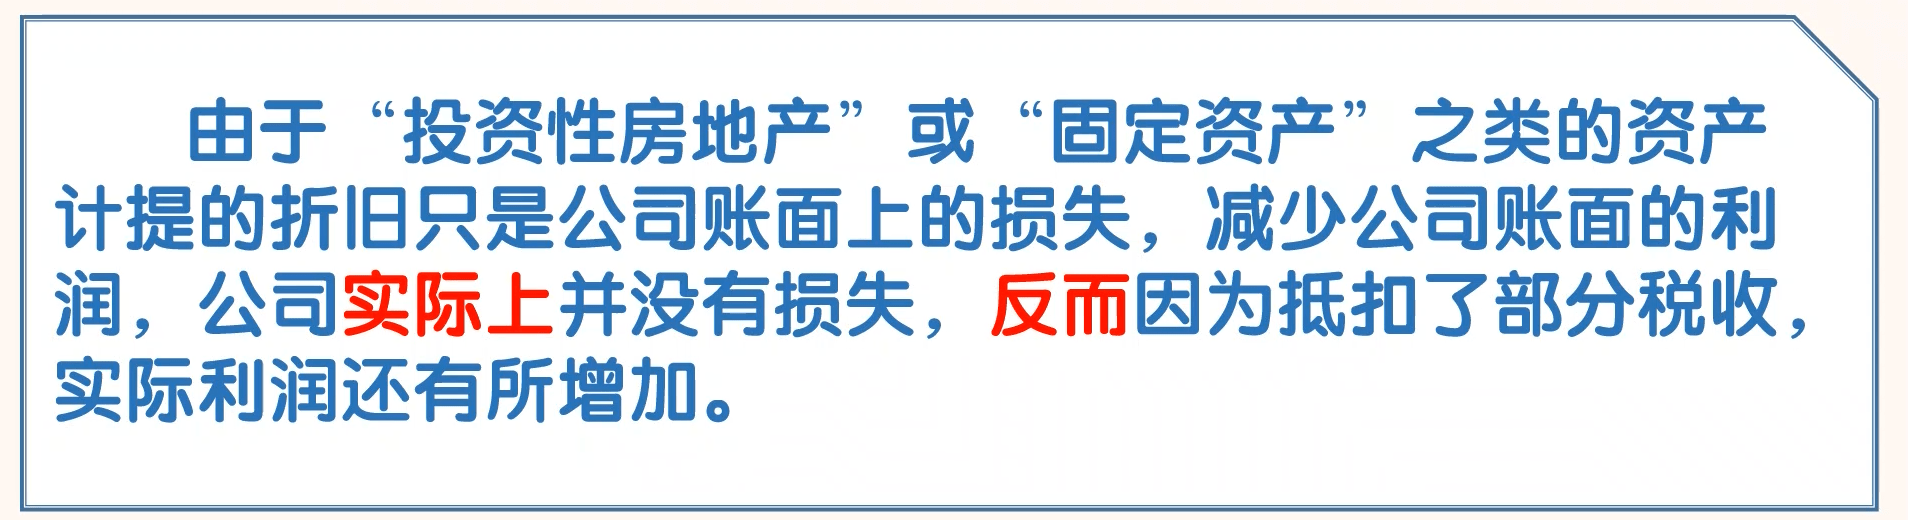 由于“投资性房地产”或“固定资产”之类的资产
计提的折旧只是公司账面上的损失，减少公司账面的利
润，公司实际上并没有损失，反而因为抵扣了部分税收，
实际利润还有所增加。